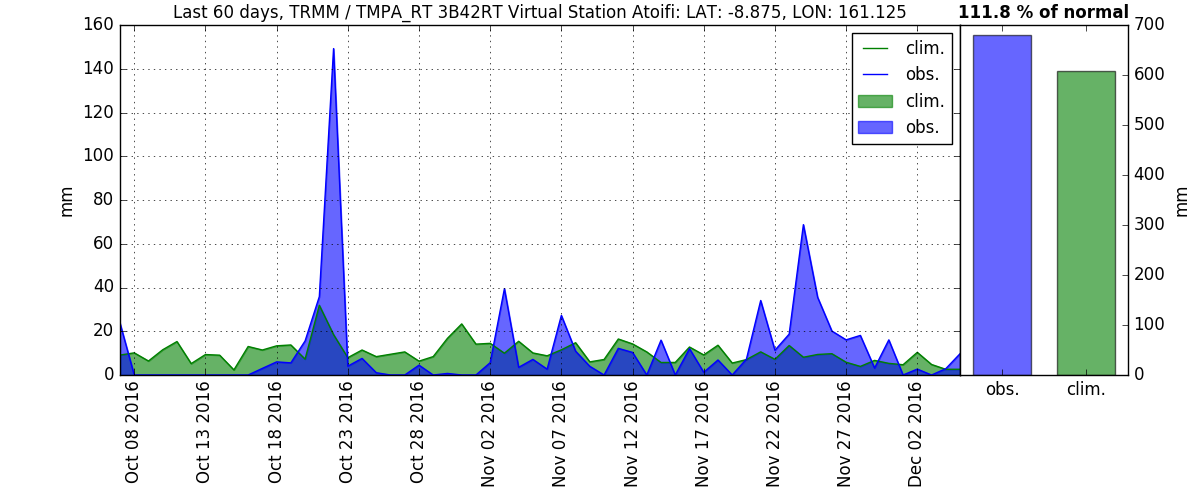 Last 60 days, TRMM / TMPA_RT 3B42RT Virtual Station Atoifi: LAT: -8.875, LON: 161.125
111.8 % of normal
160
140
120
100
80
60
40
20
0
mm
clim.
obs.
clim.
obs.
700
600
500
400
300
200
100
0
mm
obs.
clim.
Oct 08 2016
Oct 13 2016
Oct 18 2016
Oct 23 2016
Oct 28 2016
Nov 02 2016
Nov 07 2016
Nov 12 2016
Nov 17 2016
Nov 22 2016
Nov 27 2016
Dec 02 2016